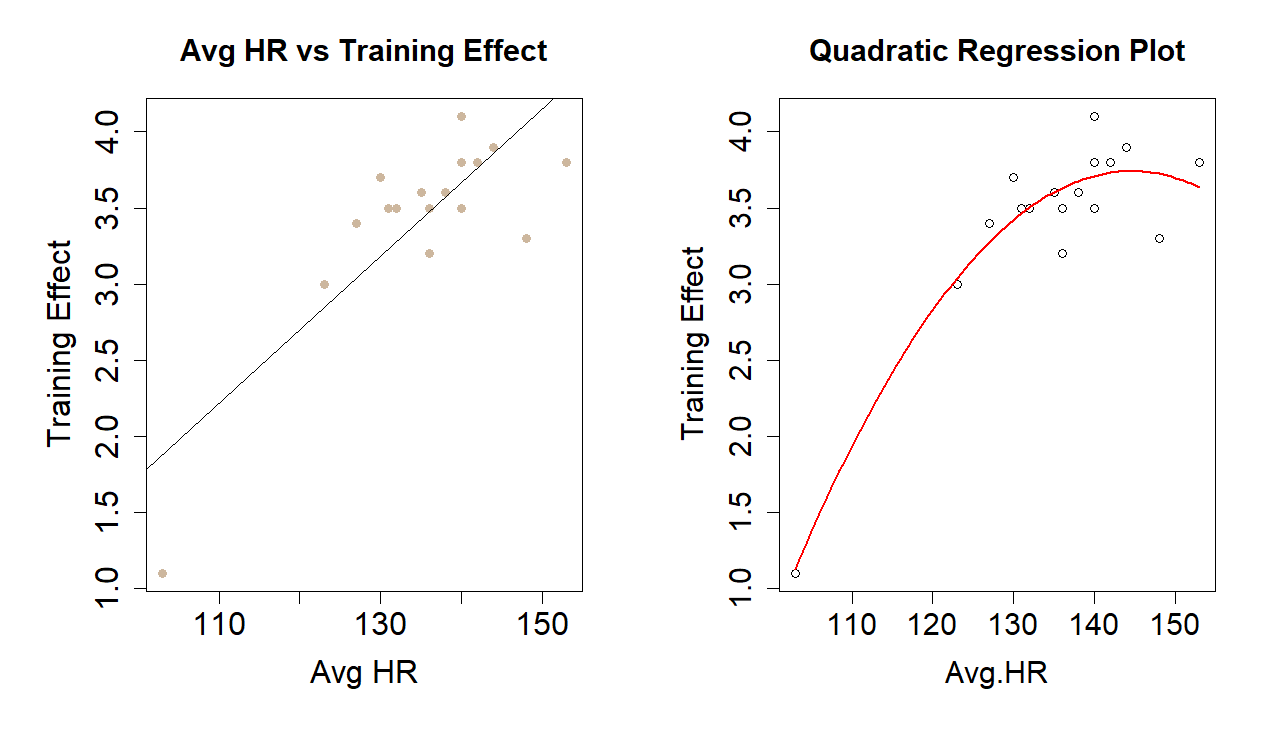 Avg HR vs Training Effect
Training Effect
4.0
3.5
3.0
2.5
2.0
1.5
1.0
110 130 150
Avg HR
Quadratic Regression Plot
Training Effect
4.0
3.5
3.0
2.5
2.0
1.5
1.0
110 120 130 140 150
Avg.HR